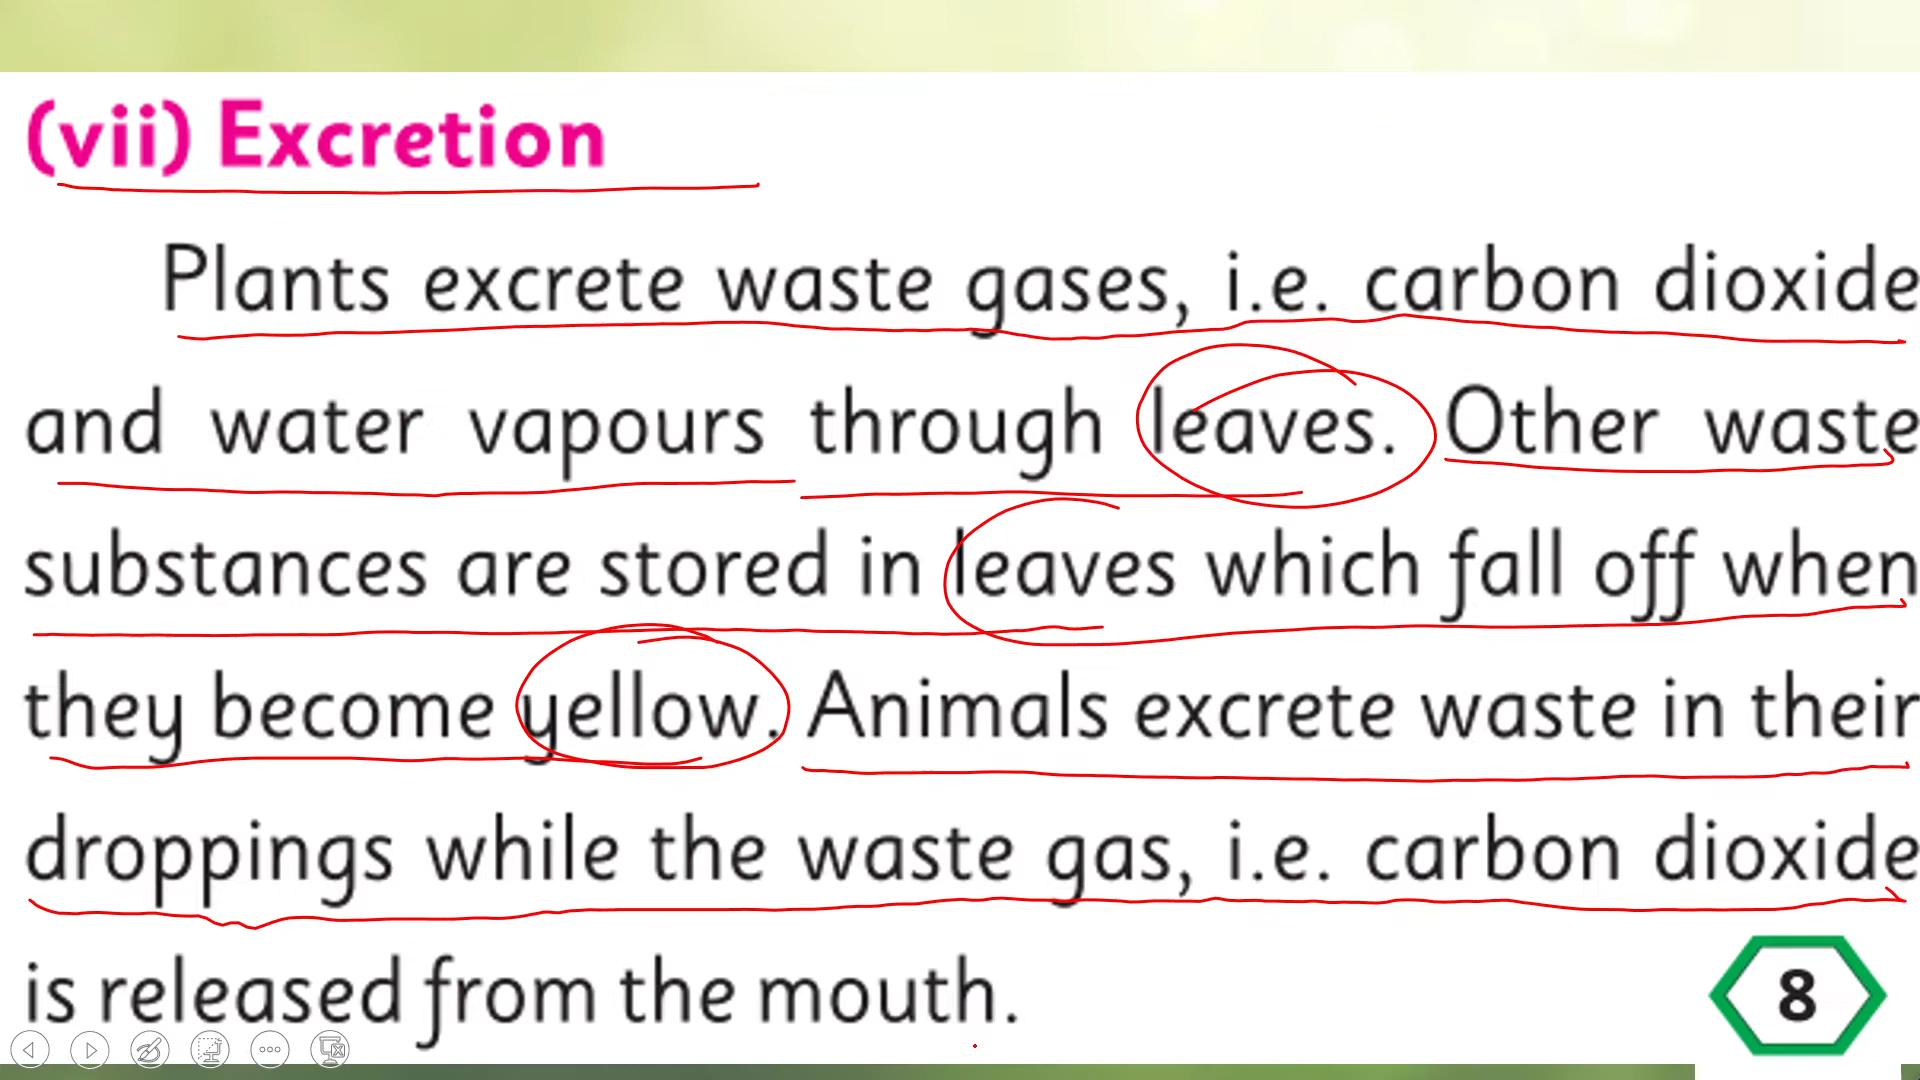 (vii) Excretion
Plants excrete waste gases, i.e. carbon dioxide
and water vapours through leaves. Other waste
substances are stored in leaves which fall off when
they become yellow. Animals excrete waste in their
droppings while the waste gas, i.e. carbon dioxide
is released from the mouth.
8